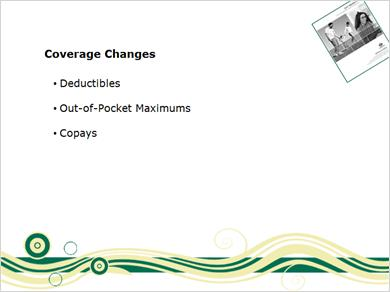 Coverage Changes
• Deductibles
• Out-of-Pocket Maximums
• Copays